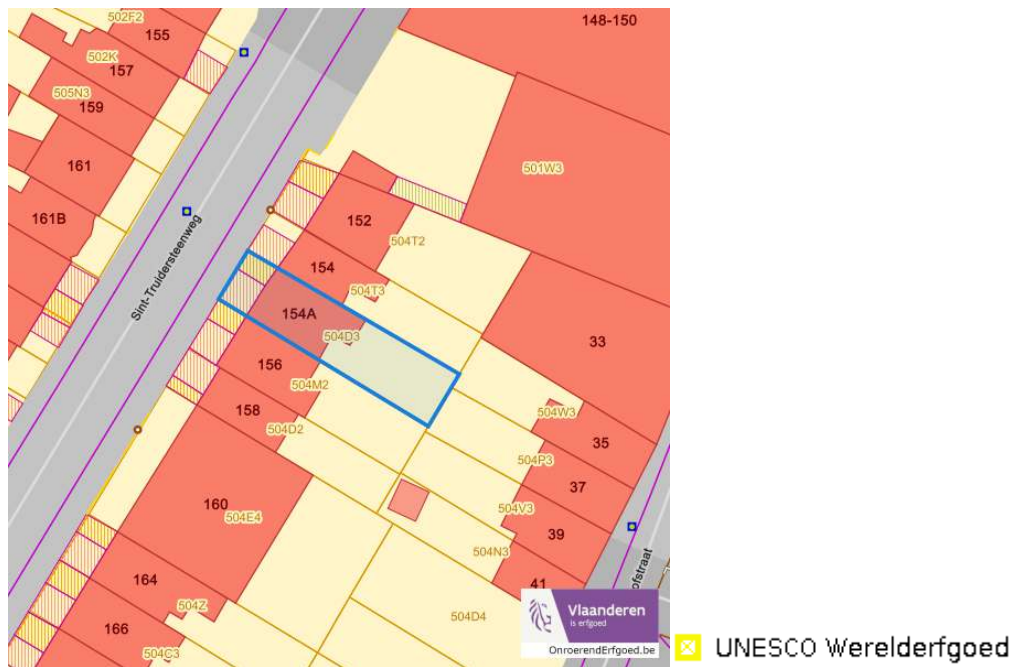 502F2
155
148-150
502K
157
505N3
159
161
501W3
161B
152
504T2
Sint-Truidersteenweg
154
504T3
154A
504D3
33
156
504M2
158
504D2
504W3
35
504P3
37
160
504E4
504V3
39
504N3
41
ofstraat
164
504Z
504D4
166
504C3
Vlaanderen
is erfgoed
OnroerendErfgoed.be
UNESCO Werelderfgoed